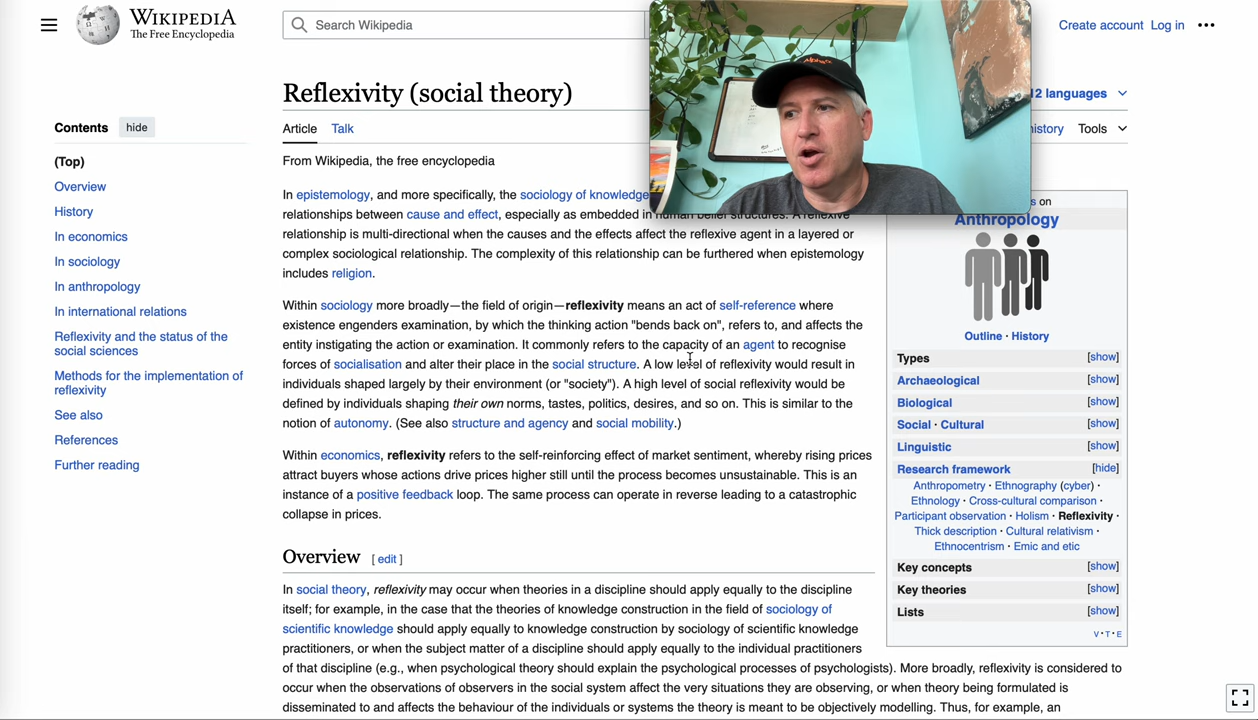 WIKIPEDIA
The Free Encyclopedia
Search Wikipedia
Create account Log in
Reflexivity (social theory)
12 languages
Article Talk
history Tools
Contents hide
(Top)
Overview
History
In economics
In sociology
In anthropology
In international relations
Reflexivity and the status of the
social sciences
Methods for the implementation of
reflexivity
See also
References
Further reading
From Wikipedia, the free encyclopedia
In epistemology, and more specifically, the sociology of knowledge
relationships between cause and effect, especially as embedded in human belief structures. A reflexive
relationship is multi-directional when the causes and the effects affect the reflexive agent in a layered or
complex sociological relationship. The complexity of this relationship can be furthered when epistemology
includes religion.
Within sociology more broadly—the field of origin—reflexivity means an act of self-reference where
existence engenders examination, by which the thinking action "bends back on", refers to, and affects the
entity instigating the action or examination. It commonly refers to the capacity of an agent to recognise
forces of socialisation and alter their place in the social structure. A low level of reflexivity would result in
individuals shaped largely by their environment (or "society"). A high level of social reflexivity would be
defined by individuals shaping their own norms, tastes, politics, desires, and so on. This is similar to the
notion of autonomy. (See also structure and agency and social mobility.)
Within economics, reflexivity refers to the self-reinforcing effect of market sentiment, whereby rising prices
attract buyers whose actions drive prices higher still until the process becomes unsustainable. This is an
instance of a positive feedback loop. The same process can operate in reverse leading to a catastrophic
collapse in prices.
Overview [ edit ]
In social theory, reflexivity may occur when theories in a discipline should apply equally to the discipline
itself; for example, in the case that the theories of knowledge construction in the field of sociology of
scientific knowledge should apply equally to knowledge construction by sociology of scientific knowledge
practitioners, or when the subject matter of a discipline should apply equally to the individual practitioners
of that discipline (e.g., when psychological theory should explain the psychological processes of psychologists). More broadly, reflexivity is considered to
occur when the observations of observers in the social system affect the very situations they are observing, or when theory being formulated is
disseminated to and affects the behaviour of the individuals or systems the theory is meant to be objectively modelling. Thus, for example, an
on
Anthropology
Outline · History
Types [show]
Archaeological [show]
Biological [show]
Social · Cultural [show]
Linguistic [show]
Research framework [hide]
Anthropometry · Ethnography (cyber) ·
Ethnology · Cross-cultural comparison ·
Participant observation · Holism · Reflexivity ·
Thick description · Cultural relativism ·
Ethnocentrism · Emic and etic
Key concepts [show]
Key theories [show]
Lists [show]
V · T · E